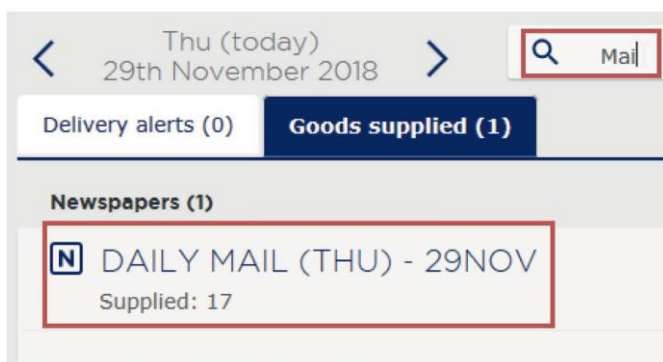 Thu (today)
29th November 2018
Mai
Delivery alerts (0)
Goods supplied (1)
Newspapers (1)
N DAILY MAIL (THU) - 29NOV
Supplied: 17